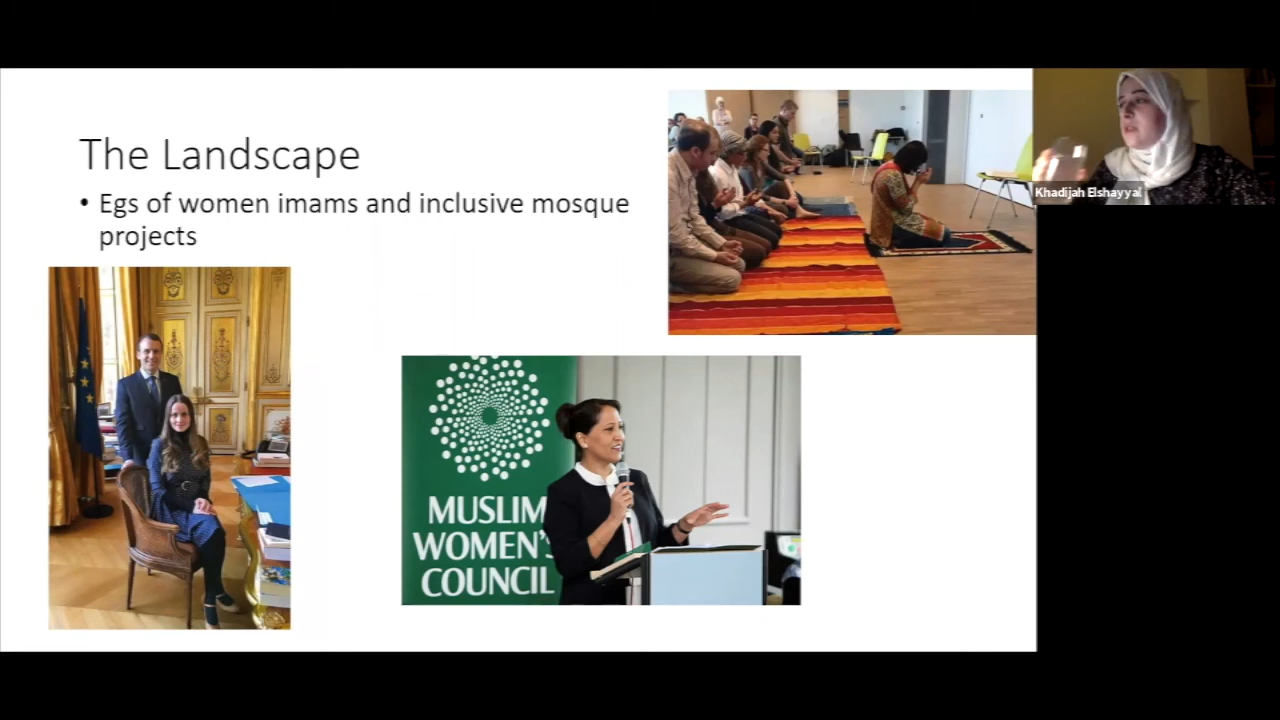 The Landscape
• Egs of women imams and inclusive mosque
projects
MUSLIM
WOMEN'S
COUNCIL
Khadijah Elshayyal